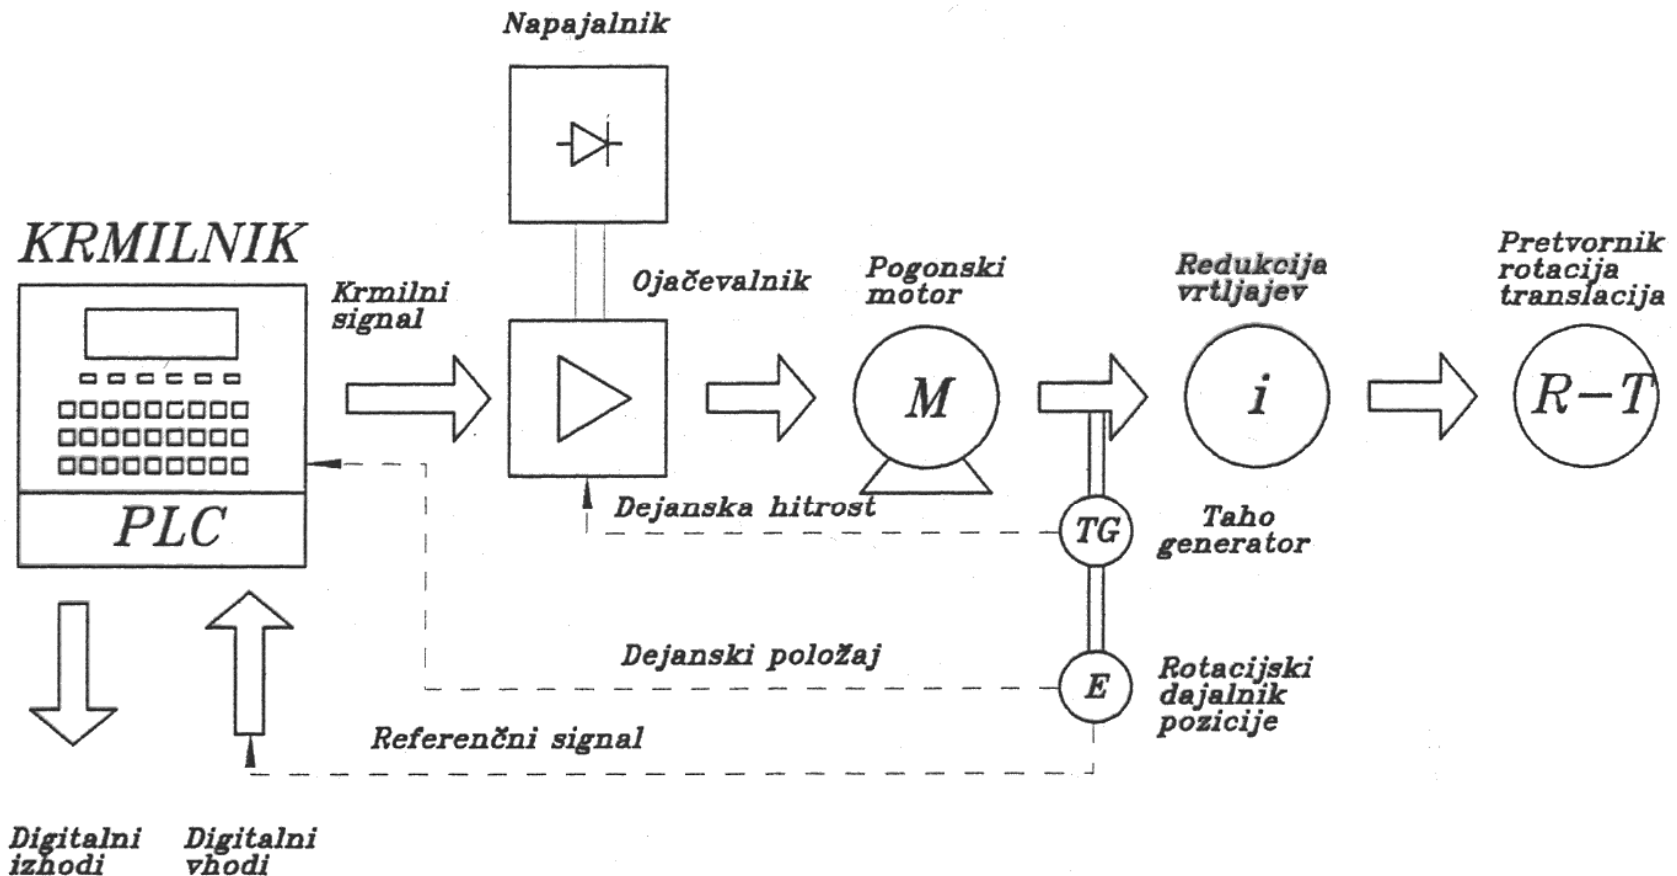 Napajalnik
KRMILNIK
Krmilni
signal
Ojačevalnik
Pogonski
motor
Redukcija
vrtljajev
Pretvornik
rotacija
translacija
M
i
R-T
PLC
Dejanska hitrost
TG
Taho
generator
Dejanski položaj
E
Rotacijski
dajalnik
pozicije
Referenčni signal
Digitalni
izhodi
Digitalni
vhodi